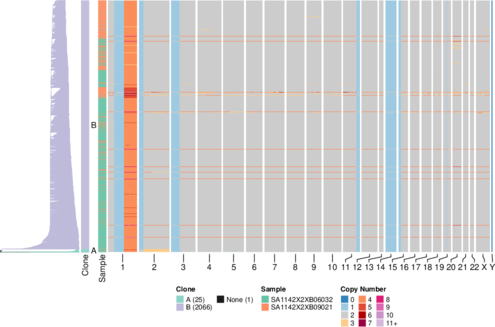 B
A
Clone
Sample
1 2 3 4 5 6 7 8 9 10 11 12 13 14 15 16 17 18 19 20 21 22 X Y
Clone Sample Copy Number
A (25) None (1) SA1142X2XB06032 0 4 8
B (2066) SA1142X2XB09021 1 5 9
2 6 10
3 7 11+